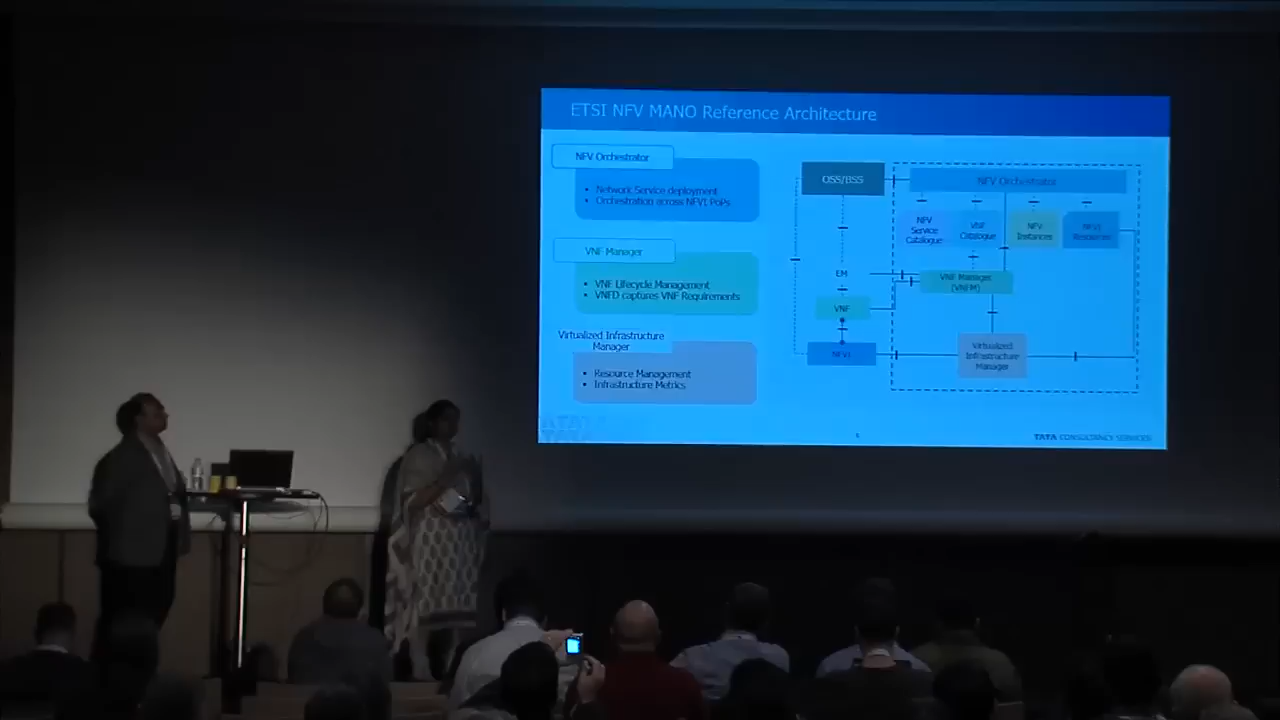 ETSI NFV MANO Reference Architecture
NFV Orchestrator
• Network Service deployment
• Orchestration across NFVI PoPs
VNF Manager
• VNF Lifecycle Management
• VNFD captures VNF Requirements
Virtualized Infrastructure
Manager
• Resource Management
• Infrastructure Metrics
OSS/BSS
NFV Orchestrator
NFV
Service
Catalogue
VNF
Catalogue
NFV
Instances
NFVI
Resources
EM
VNF Manager
(VNFM)
VNF
NFVI
Virtualized
Infrastructure
Manager
TATA CONSULTANCY SERVICES